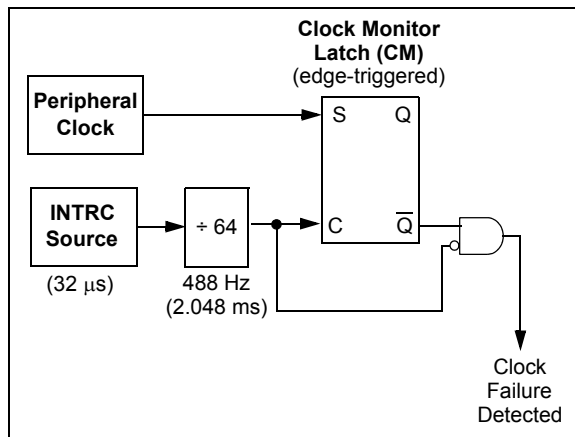 Clock Monitor
Latch (CM)
(edge-triggered)
Peripheral
Clock
S
Q
INTRC
Source
÷ 64
C
Q̅
(32 μs)
488 Hz
(2.048 ms)
Clock
Failure
Detected